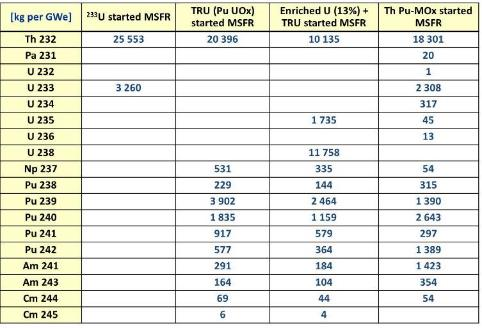 [kg per GWe] 233U started MSFR TRU (Pu UOx) started MSFR Enriched U (13%) + TRU started MSFR Th Pu-MOx started MSFR
Th 232 25 553 20 396 10 135 18 301
Pa 231 20
U 232 1
U 233 3 260 2 308
U 234 317
U 235 1 735 45
U 236 13
U 238 11 758
Np 237 531 335 54
Pu 238 229 144 315
Pu 239 3 902 2 464 1 390
Pu 240 1 835 1 159 2 643
Pu 241 917 579 297
Pu 242 577 364 1 389
Am 241 291 184 1 423
Am 243 164 104 354
Cm 244 69 44 54
Cm 245 6 4